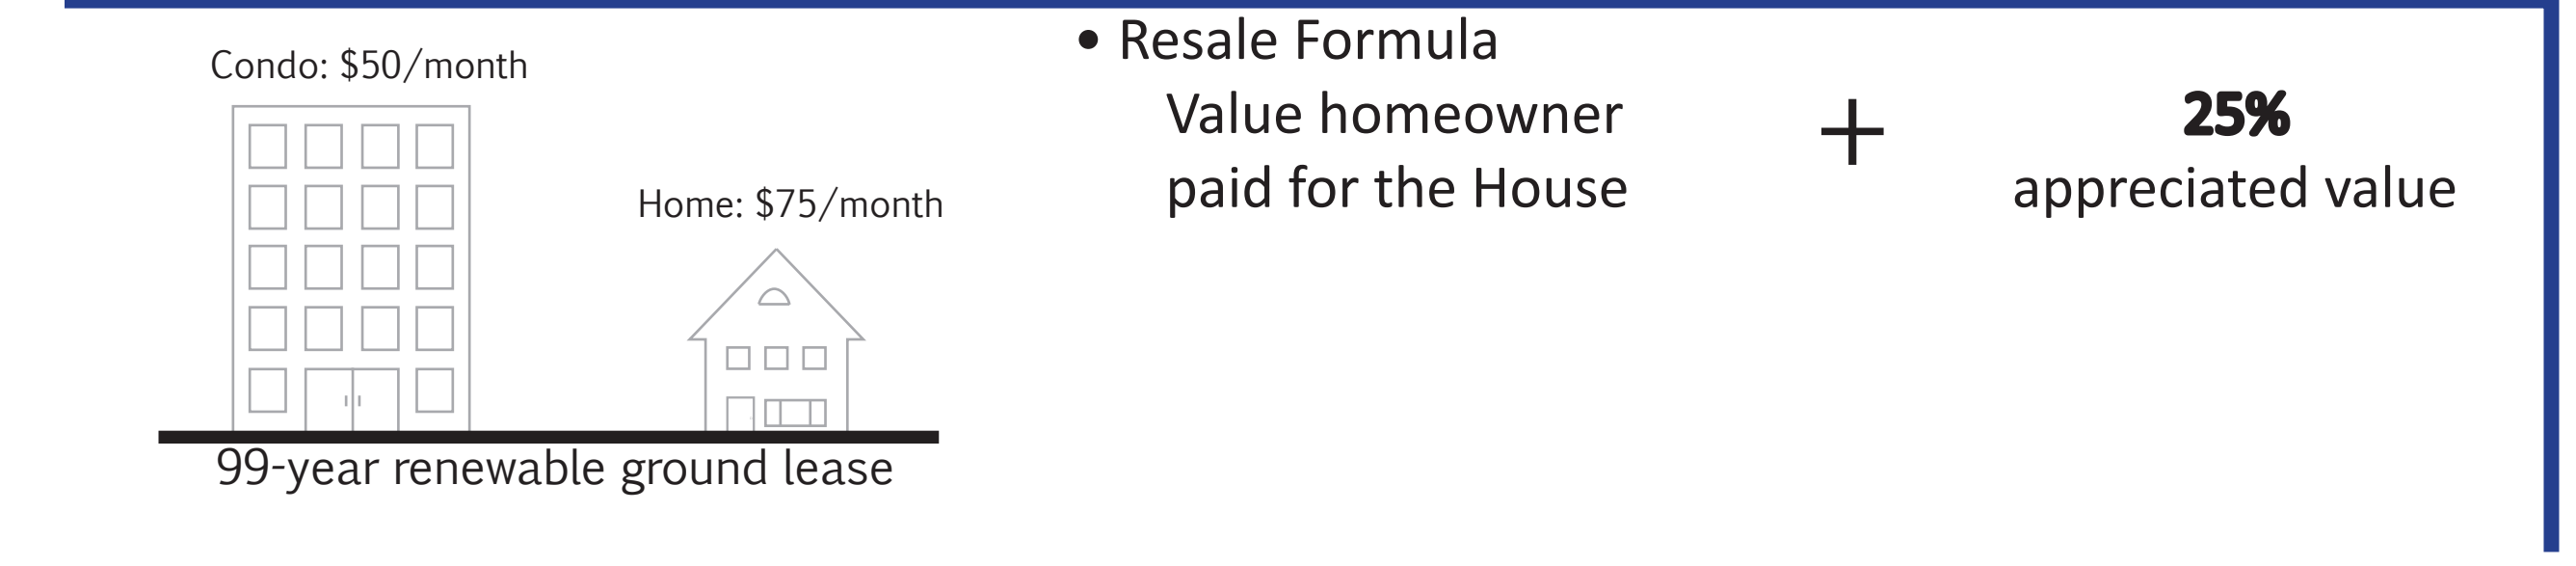 Condo: $50/month
Home: $75/month
99-year renewable ground lease
• Resale Formula
Value homeowner
paid for the House
+
25%
appreciated value